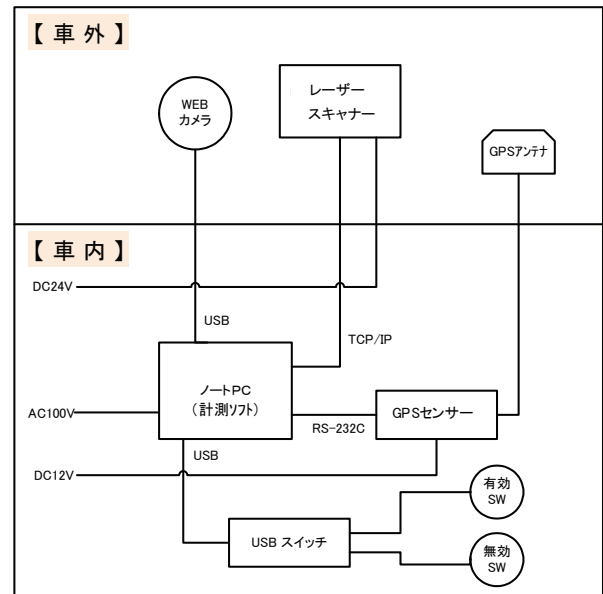 【 車 外 】
WEB
カメラ
レーザー
スキャナー
GPSアンテナ
【 車 内 】
DC24V
USB
TCP/IP
ノートPC
(計測ソフト)
AC100V
RS-232C
GPSセンサー
USB
DC12V
有効
SW
USB スイッチ
無効
SW